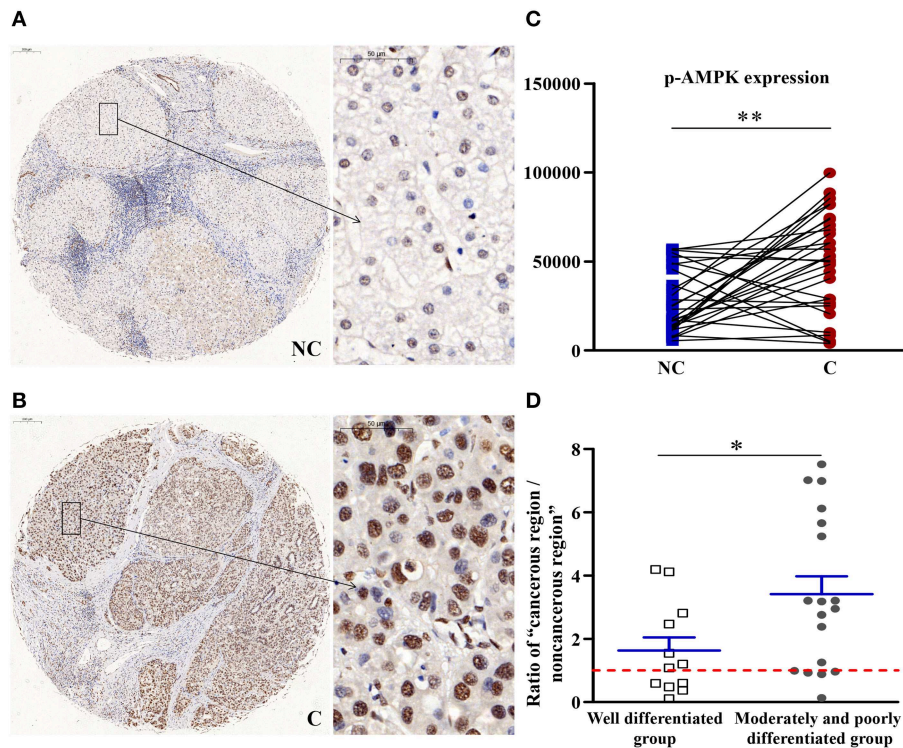 A
NC
50 µm
B
C
50 µm
C
p-AMPK expression
**
150000
100000
50000
0
NC
C
D
*
Ratio of “cancerous region /
noncancerous region”
8
6
4
2
0
Well differentiated
group
Moderately and poorly
differentiated group